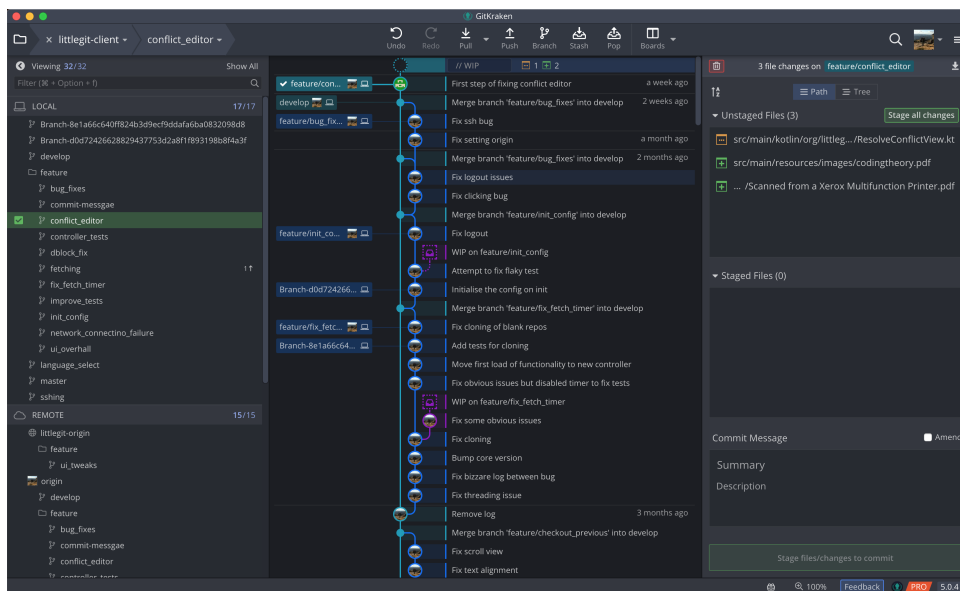 GitKraken
littlegit-client
conflict_editor
Undo
Redo
Pull
Push
Branch
Stash
Pop
Boards
Viewing 32/32
Show All
Filter (⌘ + Option + f)
LOCAL
17/17
Branch-8e1a66c640ff824b3d9ecf9ddafa6ba0832098d8
Branch-d0d72426628829437753d2a8f1f893198b8f4a3f
develop
feature
bug_fixes
commit-messgae
conflict_editor
controller_tests
dblock_fix
fetching
1↑
fix_fetch_timer
improve_tests
init_config
network_connectino_failure
ui_overhall
language_select
master
sshing
REMOTE
15/15
littlegit-origin
feature
ui_tweaks
origin
develop
feature
bug_fixes
commit-messgae
conflict_editor
controller_tests
// WIP
1
2
feature/con...
First step of fixing conflict editor
a week ago
develop
Merge branch 'feature/bug_fixes' into develop
2 weeks ago
feature/bug_fix...
Fix ssh bug
Fix setting origin
a month ago
Merge branch 'feature/bug_fixes' into develop
2 months ago
Fix logout issues
Fix clicking bug
Merge branch 'feature/init_config' into develop
feature/init_co...
Fix logout
WIP on feature/init_config
Attempt to fix flaky test
Branch-d0d724266...
Initialise the config on init
Merge branch 'feature/fix_fetch_timer' into develop
feature/fix_fetc...
Fix cloning of blank repos
Branch-8e1a66c64...
Add tests for cloning
Move first load of functionality to new controller
Fix obvious issues but disabled timer to fix tests
WIP on feature/fix_fetch_timer
Fix some obvious issues
Fix cloning
Bump core version
Fix bizzare log between bug
Fix threading issue
Remove log
3 months ago
Merge branch 'feature/checkout_previous' into develop
Fix scroll view
Fix text alignment
3 file changes on feature/conflict_editor
Path
Tree
Unstaged Files (3)
Stage all changes
src/main/kotlin/org/littleg.../ResolveConflictView.kt
src/main/resources/images/codingtheory.pdf
... /Scanned from a Xerox Multifunction Printer.pdf
Staged Files (0)
Commit Message
Amend
Summary
Description
Stage files/changes to commit
100%
Feedback
PRO
5.0.4